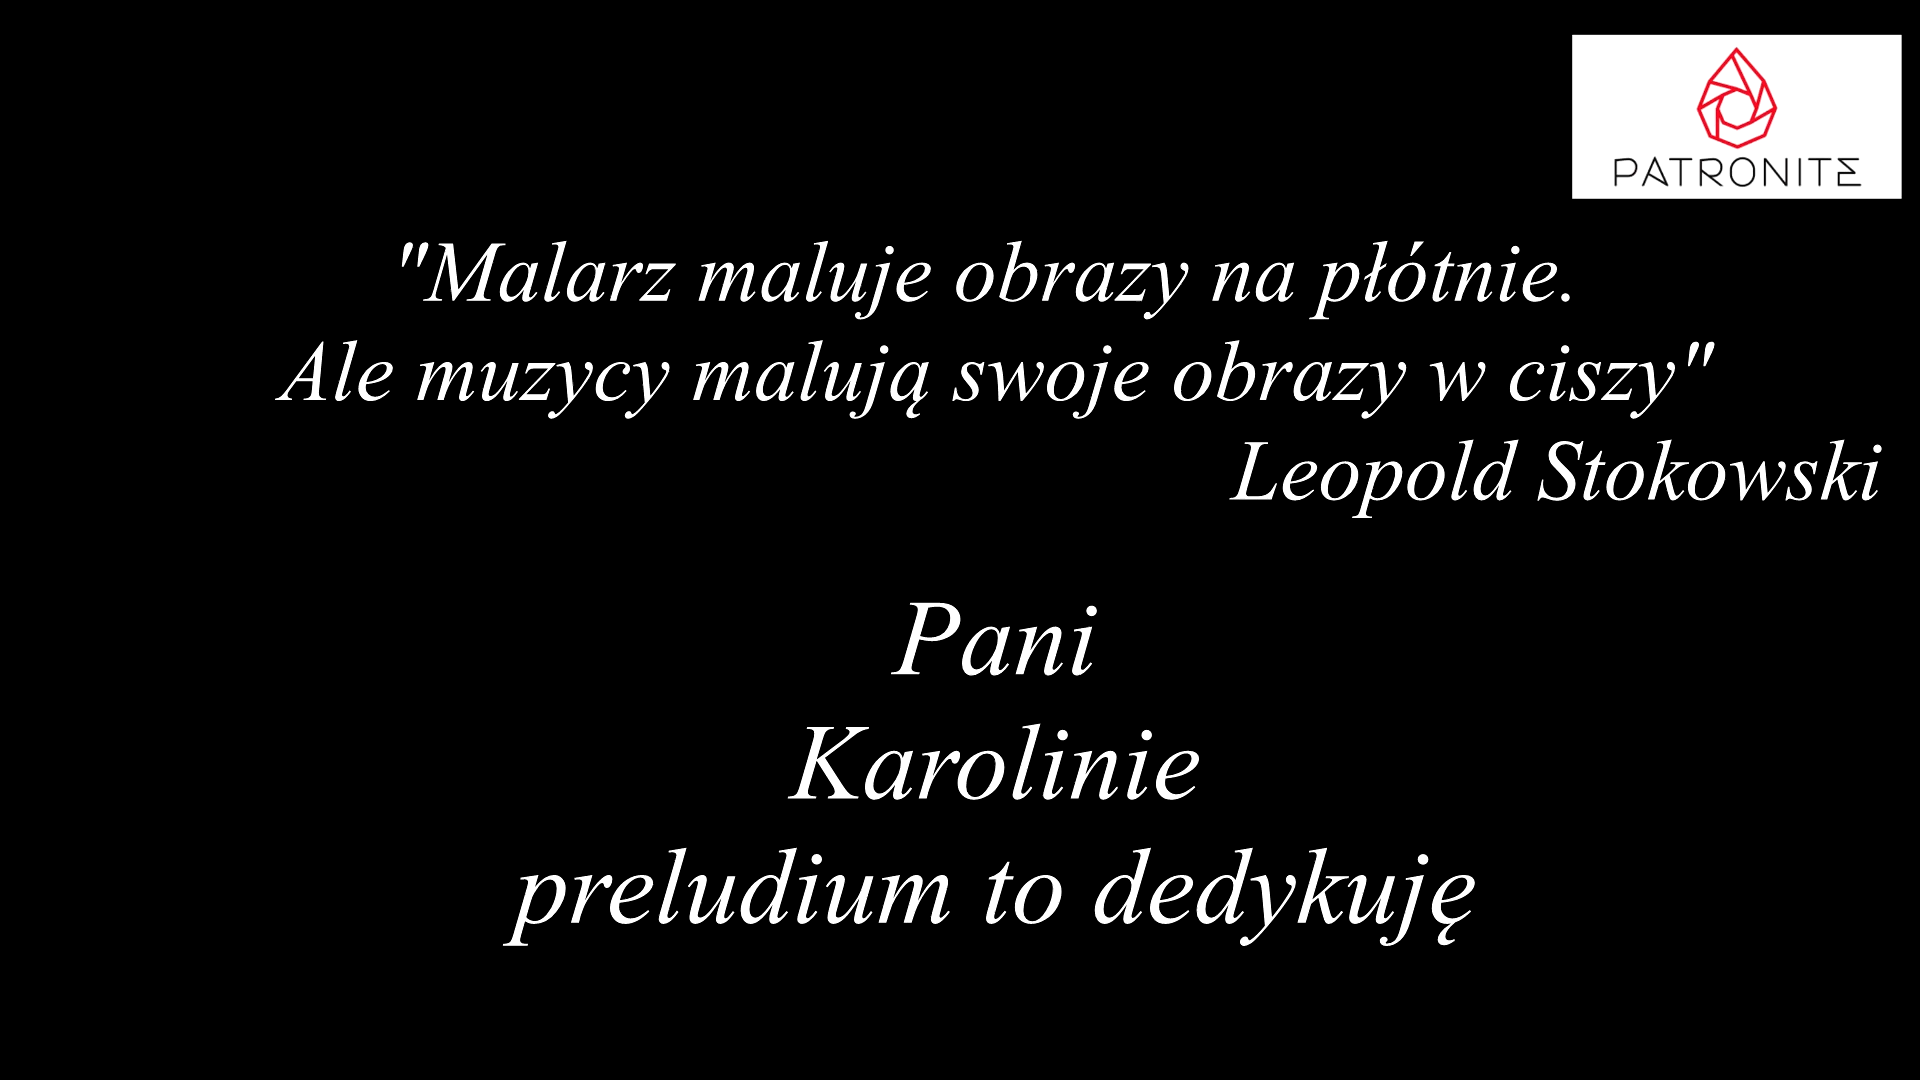 PATRONITE
"Malarz maluje obrazy na płótnie.
Ale muzycy malują swoje obrazy w ciszy"
Leopold Stokowski
Pani
Karolinie
preludium to dedykuję